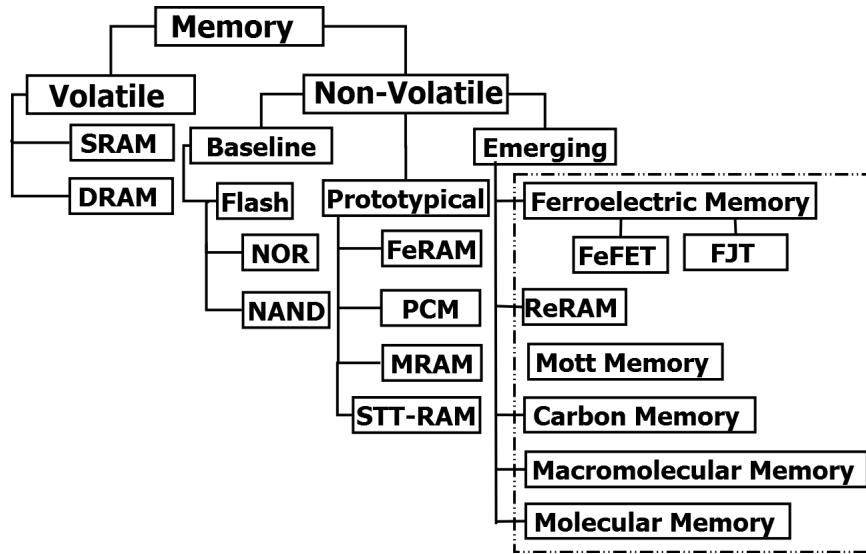 Memory
Volatile
Non-Volatile
SRAM
Baseline
Emerging
DRAM
Flash
Prototypical
Ferroelectric Memory
NOR
FeRAM
FeFET
FJT
NAND
PCM
ReRAM
MRAM
Mott Memory
STT-RAM
Carbon Memory
Macromolecular Memory
Molecular Memory